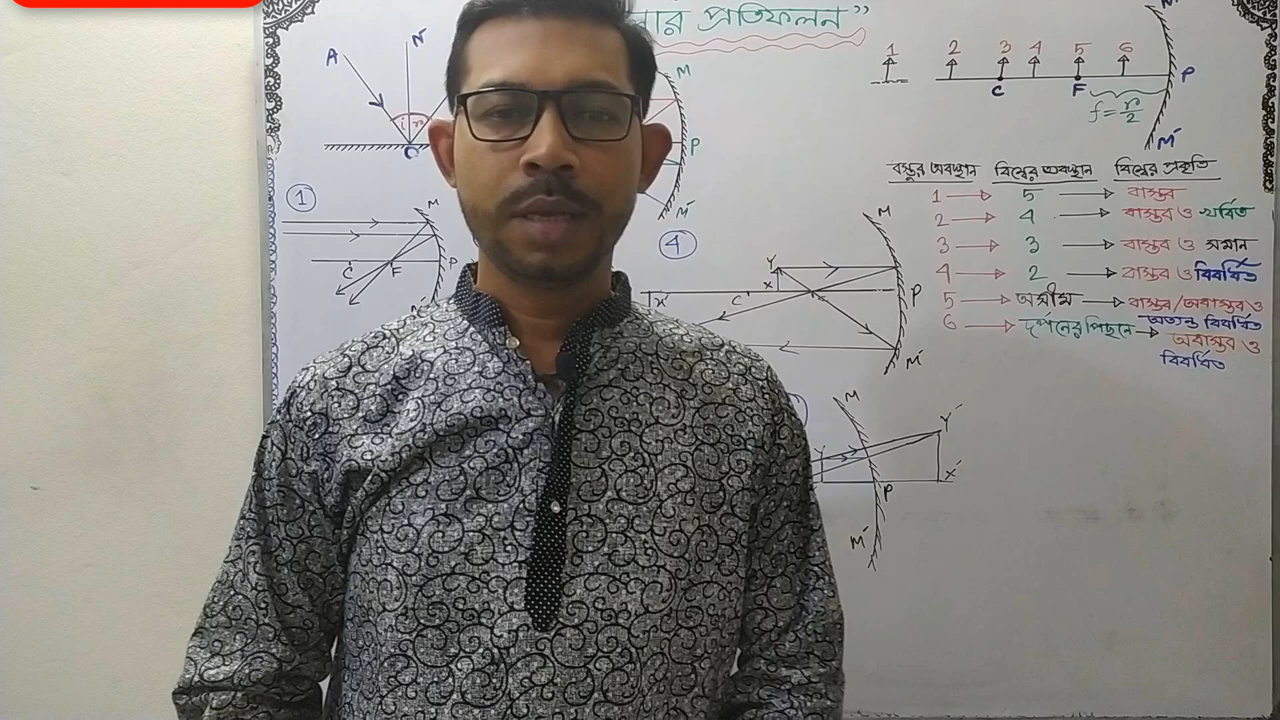 প্রতিফলন”
A
N
i
r
O
M
P
M'
1 2 3 4 5 6
C F P
f = r/2
M'
বস্তুর অবস্থান বিম্বের অবস্থান বিম্বের প্রকৃতি
1 → 5 → বাস্তব
2 → 4 → বাস্তব ও খর্বিত
3 → 3 → বাস্তব ও সমান
4 → 2 → বাস্তব ও বিবর্ধিত
5 → অসীম → বাস্তব/অবাস্তব ও
অত্যন্ত বিবর্ধিত
6 → দর্পনের পিছনে → অবাস্তব ও
বিবর্ধিত
1
M
C F P
M'
4
M
Y
X' C X P
M'
M
Y Y'
P X'
M'